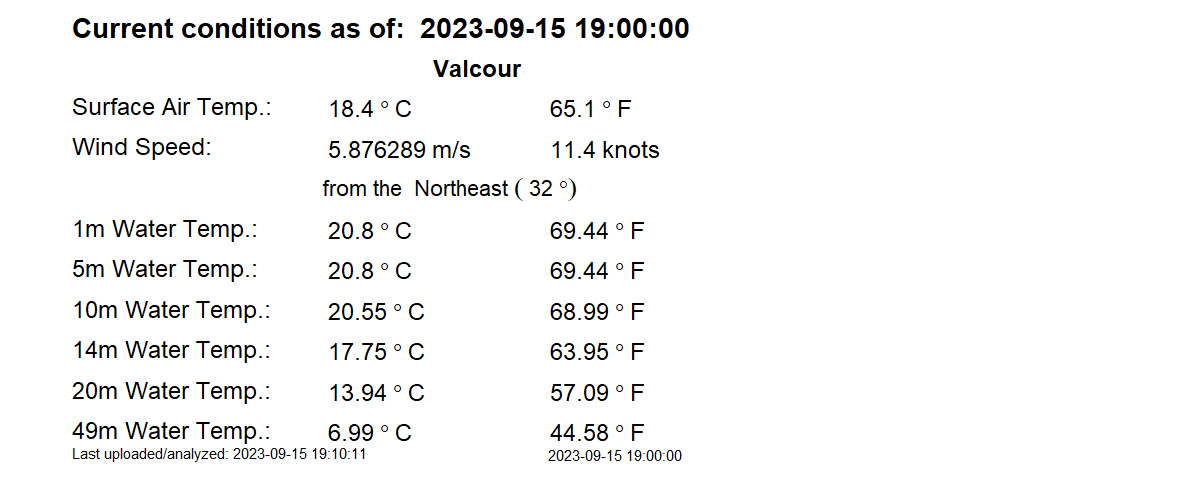 Current conditions as of: 2023-09-15 19:00:00
Valcour
Surface Air Temp.: 18.4 ° C 65.1 ° F
Wind Speed: 5.876289 m/s 11.4 knots
from the Northeast ( 32 °)
1m Water Temp.: 20.8 ° C 69.44 ° F
5m Water Temp.: 20.8 ° C 69.44 ° F
10m Water Temp.: 20.55 ° C 68.99 ° F
14m Water Temp.: 17.75 ° C 63.95 ° F
20m Water Temp.: 13.94 ° C 57.09 ° F
49m Water Temp.: 6.99 ° C 44.58 ° F
Last uploaded/analyzed: 2023-09-15 19:10:11 2023-09-15 19:00:00